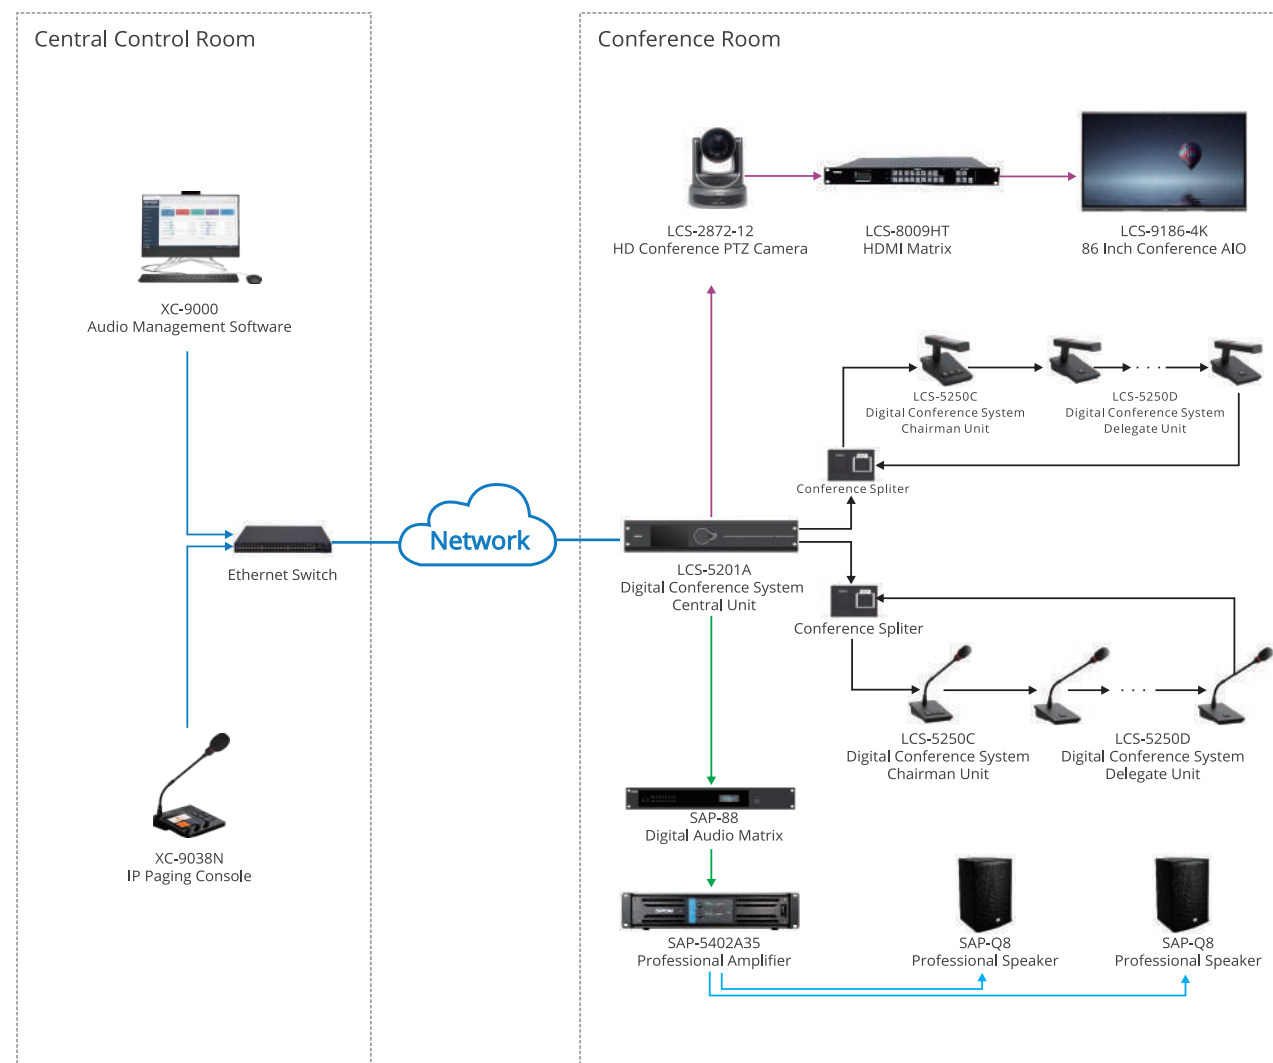 Central Control Room
Conference Room
LCS-2872-12
HD Conference PTZ Camera
LCS-8009HT
HDMI Matrix
LCS-9186-4K
86 Inch Conference AIO
XC-9000
Audio Management Software
LCS-5250C
Digital Conference System
Chairman Unit
LCS-5250D
Digital Conference System
Delegate Unit
Conference Spliter
Network
Ethernet Switch
LCS-5201A
Digital Conference System
Central Unit
Conference Spliter
LCS-5250C
Digital Conference System
Chairman Unit
LCS-5250D
Digital Conference System
Delegate Unit
SAP-88
Digital Audio Matrix
XC-9038N
IP Paging Console
SAP-5402A35
Professional Amplifier
SAP-Q8
Professional Speaker
SAP-Q8
Professional Speaker